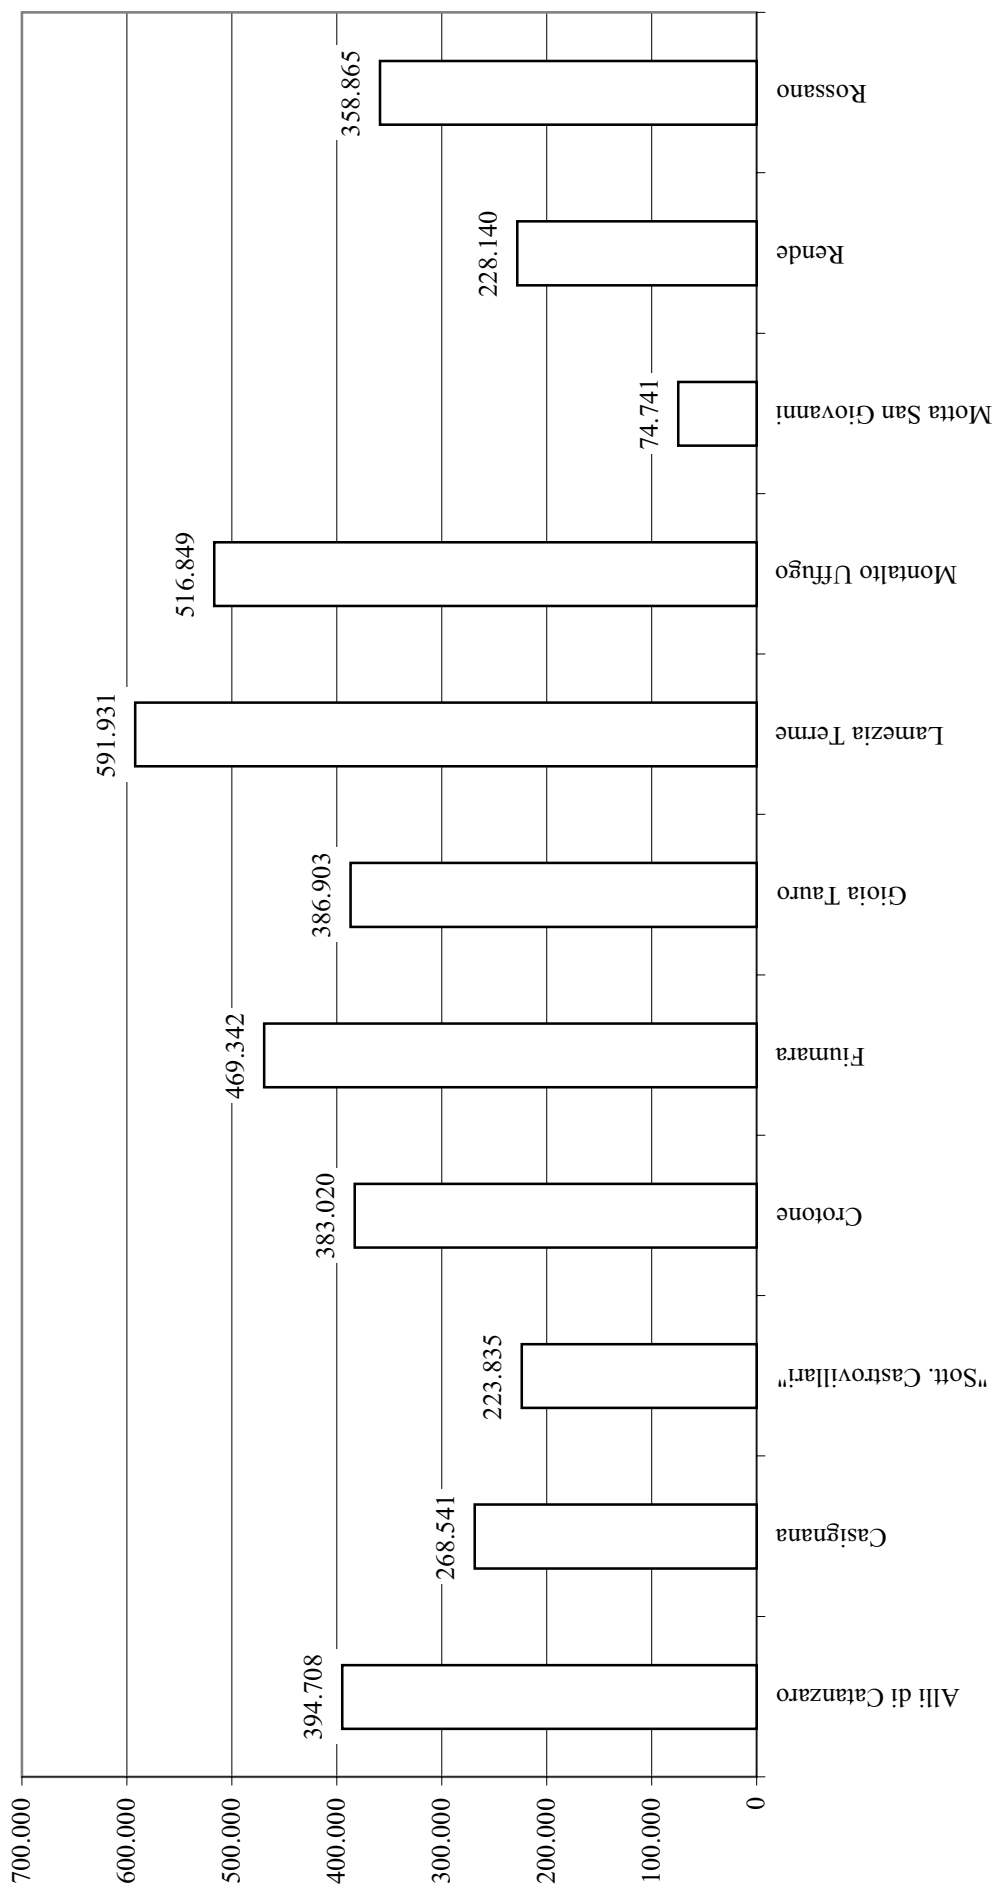 700.000
600.000
500.000
400.000
300.000
200.000
100.000
0
394.708
268.541
223.835
383.020
469.342
386.903
591.931
516.849
74.741
228.140
358.865
Alli di Catanzaro
Casignana
"Sott. Castrovillari"
Crotone
Fiumara
Gioia Tauro
Lamezia Terme
Montalto Uffugo
Motta San Giovanni
Rende
Rossano